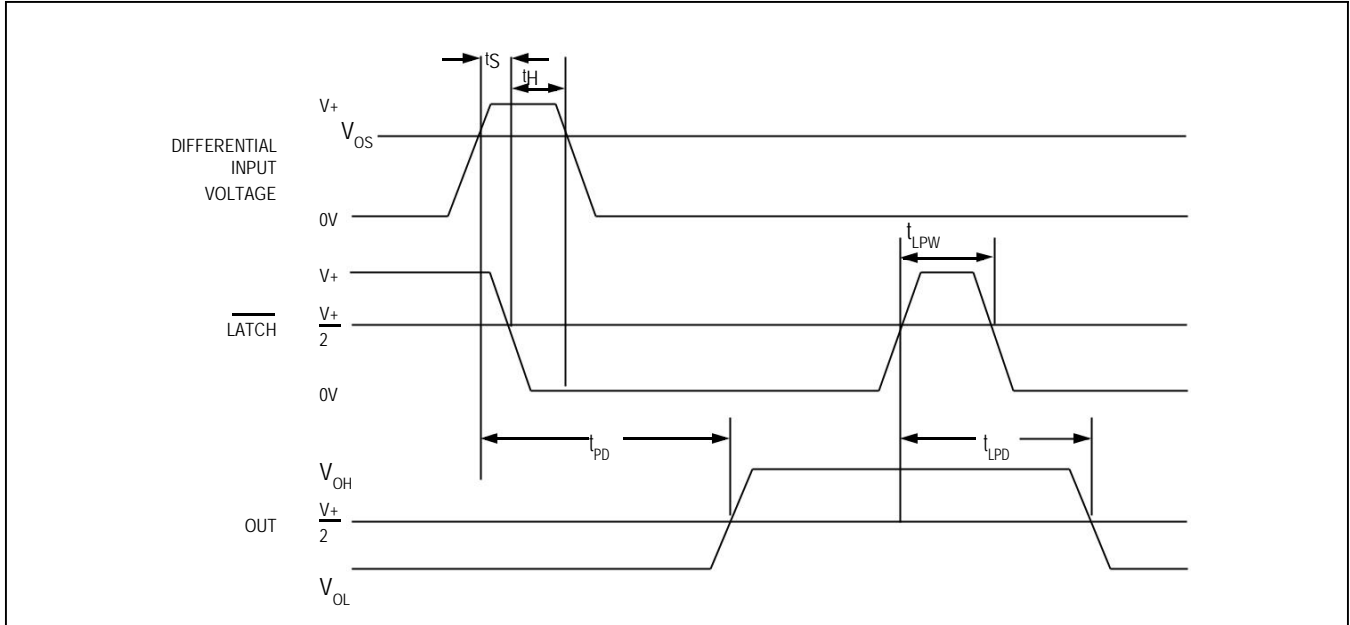 tS
tH
V+
VOS
DIFFERENTIAL
INPUT
VOLTAGE
0V
tLPW
V+
LATCH
V+
2
0V
tPD
tLPD
VOH
V+
2
OUT
VOL